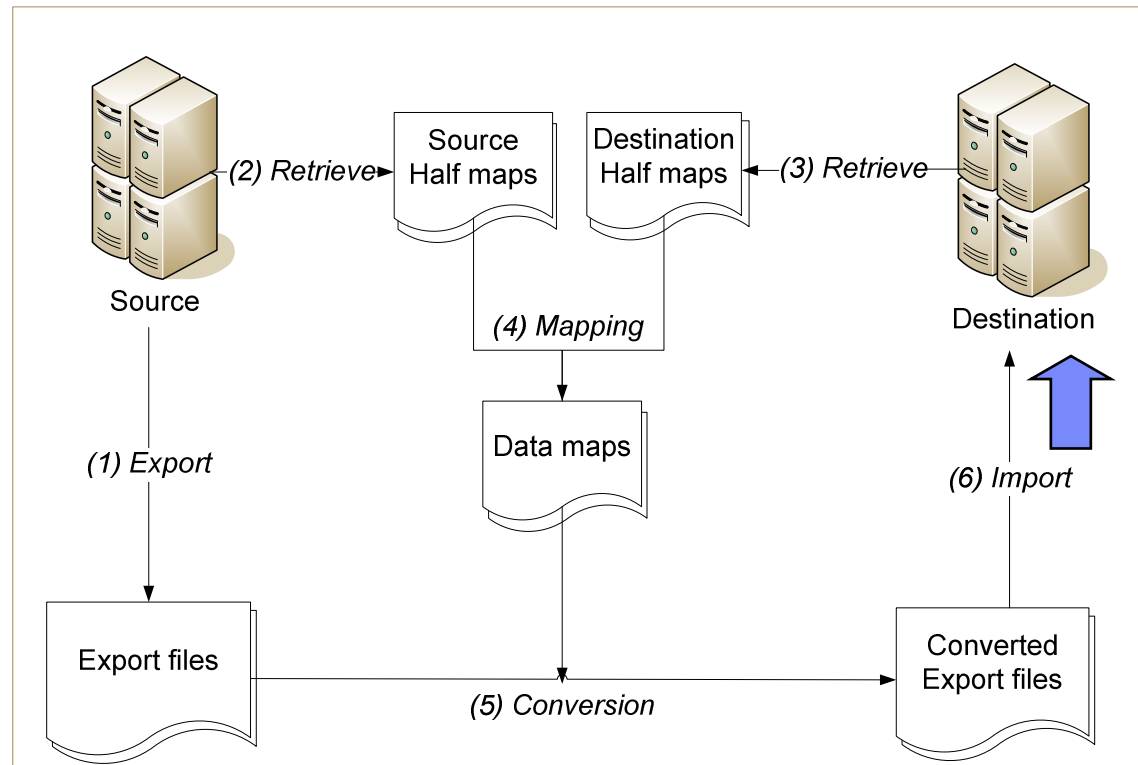 Source
Half maps
Destination
Half maps
(2) Retrieve
(3) Retrieve
Source
Destination
(4) Mapping
Data maps
(1) Export
(6) Import
Export files
Converted
Export files
(5) Conversion